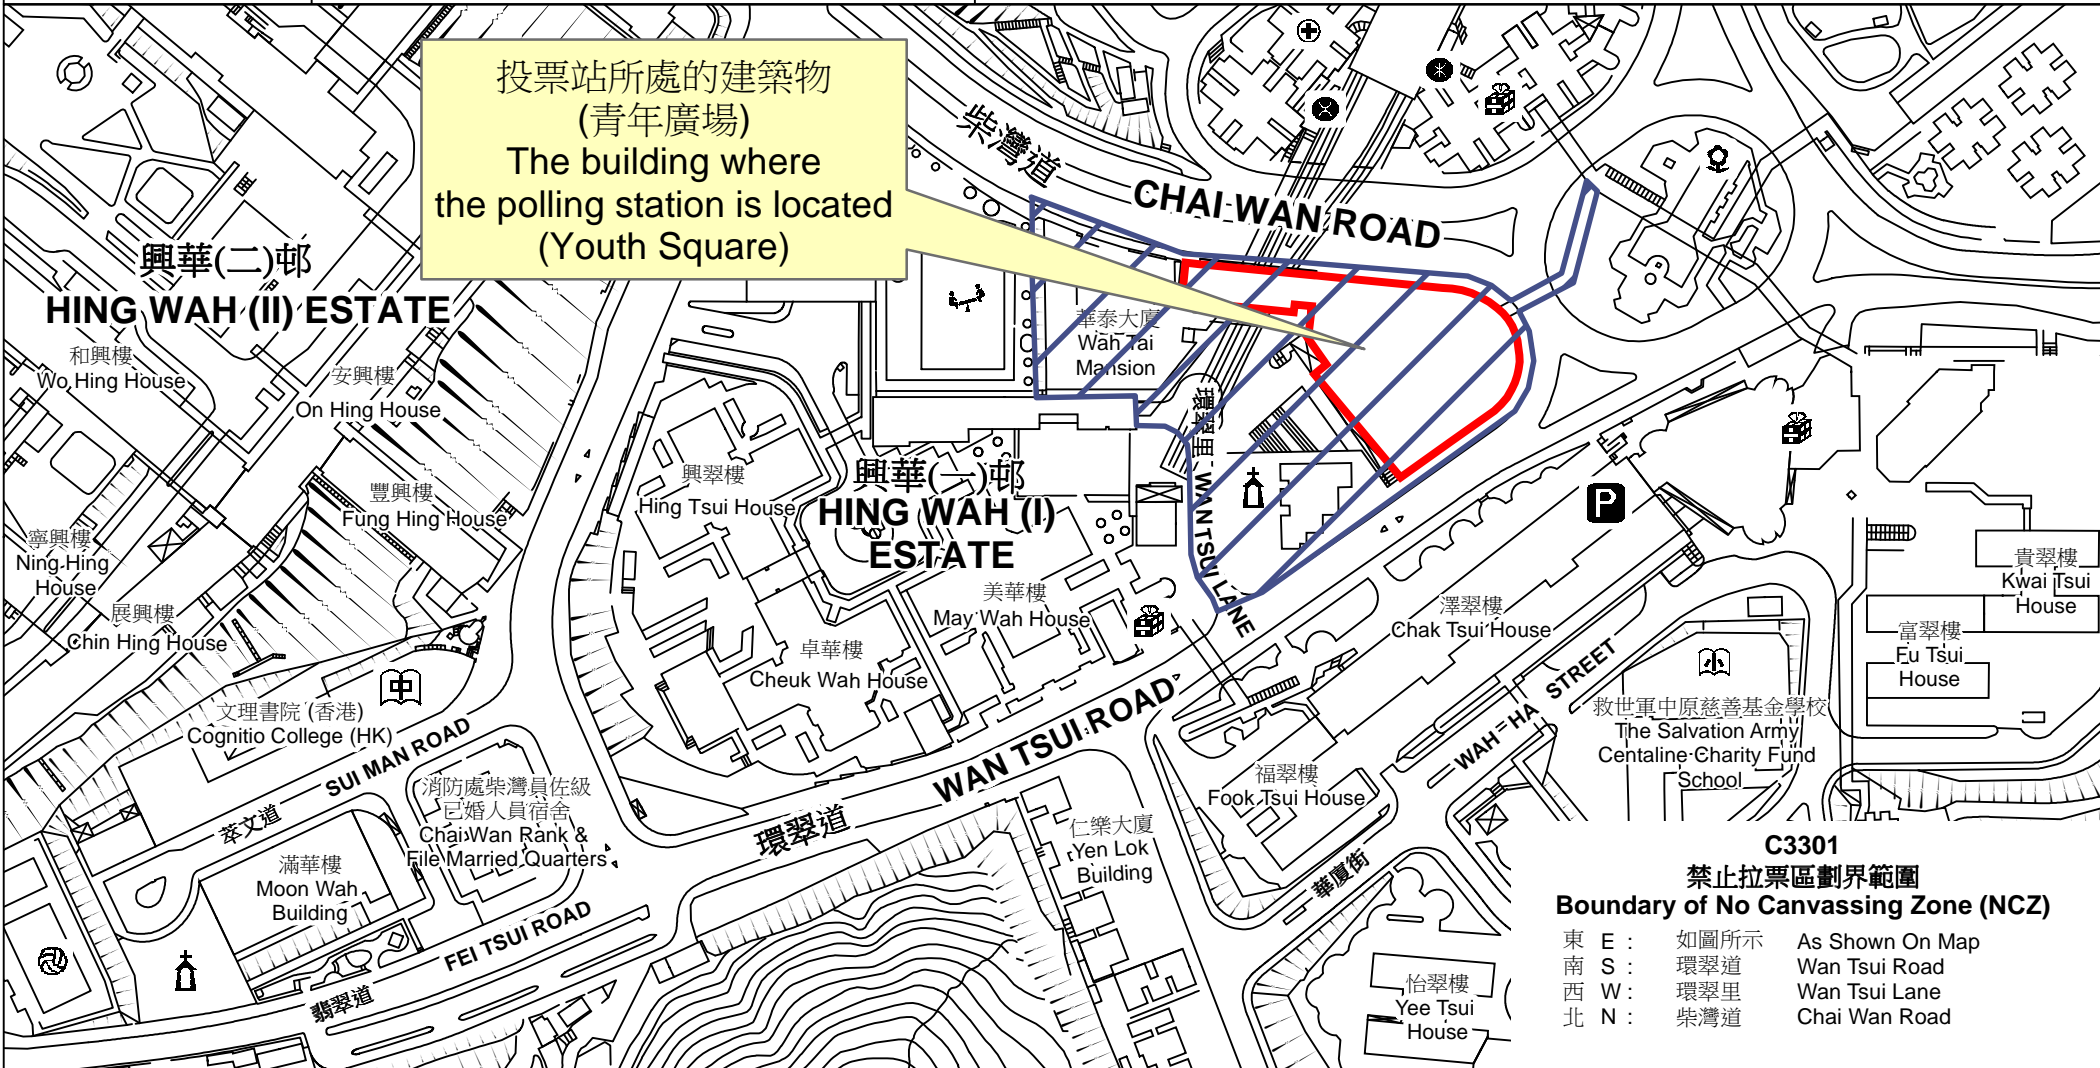 投票站所處的建築物
(青年廣場)
The building where
the polling station is located
(Youth Square)
柴灣道
CHAI WAN ROAD
興華(二)邨
HING WAH (II) ESTATE
和興樓
Wo Hing House
安興樓
On Hing House
華泰大廈
Wah Tai
Mansion
環翠里 WAN TSUI LANE
豐興樓
Fung Hing House
興翠樓
Hing Tsui House
興華(一)邨
HING WAH (I)
ESTATE
寧興樓
Ning Hing
House
展興樓
Chin Hing House
美華樓
May Wah House
卓華樓
Cheuk Wah House
P
澤翠樓
Chak Tsui House
貴翠樓
Kwai Tsui
House
富翠樓
Fu Tsui
House
中
文理書院 (香港)
Cognitio College (HK)
SUI MAN ROAD
萃文道
消防處柴灣員佐級
已婚人員宿舍
Chai Wan Rank &
File Married Quarters
滿華樓
Moon Wah
Building
FEI TSUI ROAD
翡翠道
WAN TSUI ROAD
環翠道
仁樂大廈
Yen Lok
Building
福翠樓
Fook Tsui House
WAH HA STREET
華廈街
小
救世軍中原慈善基金學校
The Salvation Army
Centaline Charity Fund
School
怡翠樓
Yee Tsui
House
C3301
禁止拉票區劃界範圍
Boundary of No Canvassing Zone (NCZ)
東 E : 如圖所示 As Shown On Map
南 S : 環翠道 Wan Tsui Road
西 W : 環翠里 Wan Tsui Lane
北 N : 柴灣道 Chai Wan Road